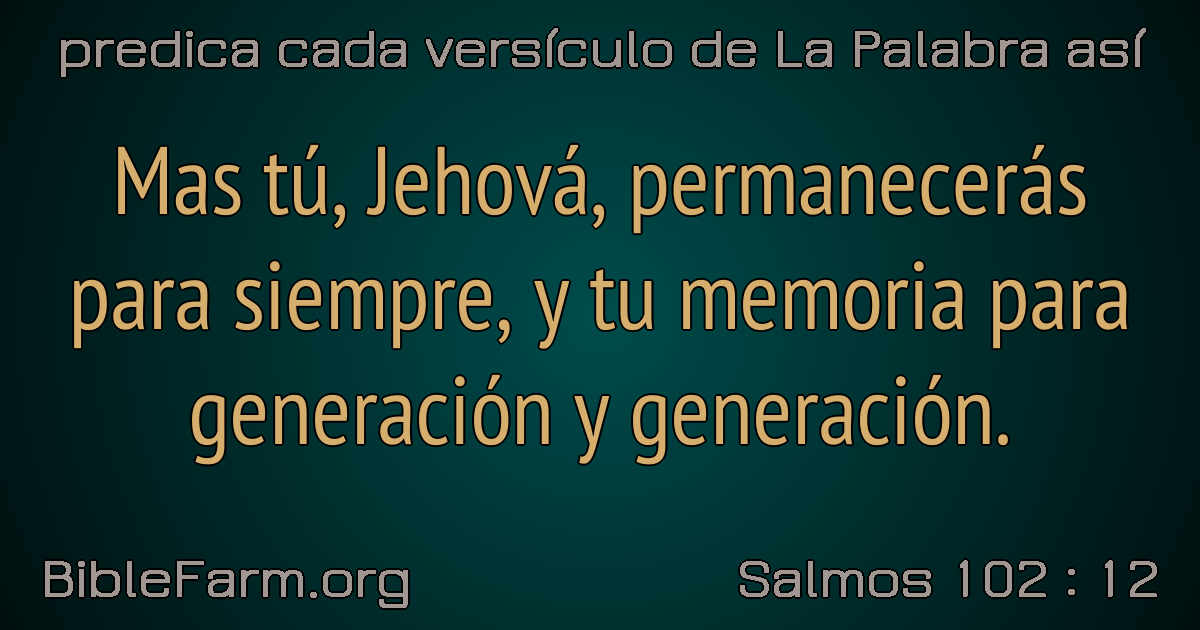 predica cada versículo de La Palabra así
Mas tú, Jehová, permanecerás
para siempre, y tu memoria para
generación y generación.
BibleFarm.org
Salmos 102 : 12